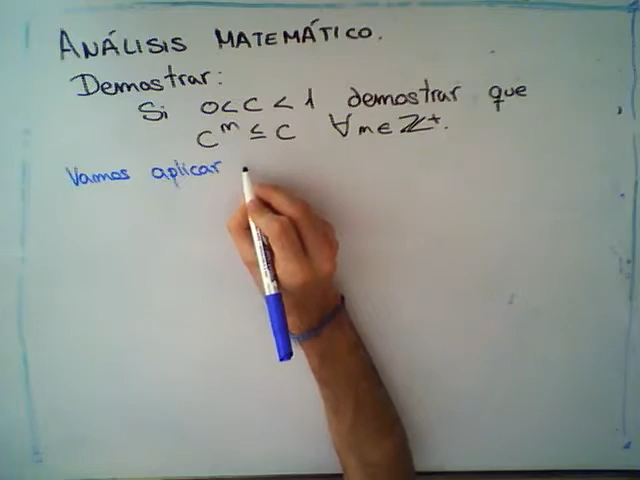 ANÁLISIS MATEMÁTICO.
Demostrar:
Si 0<C<1 demostrar que
C^m ≤ C ∀m∈ℤ⁺.
Vamos aplicar